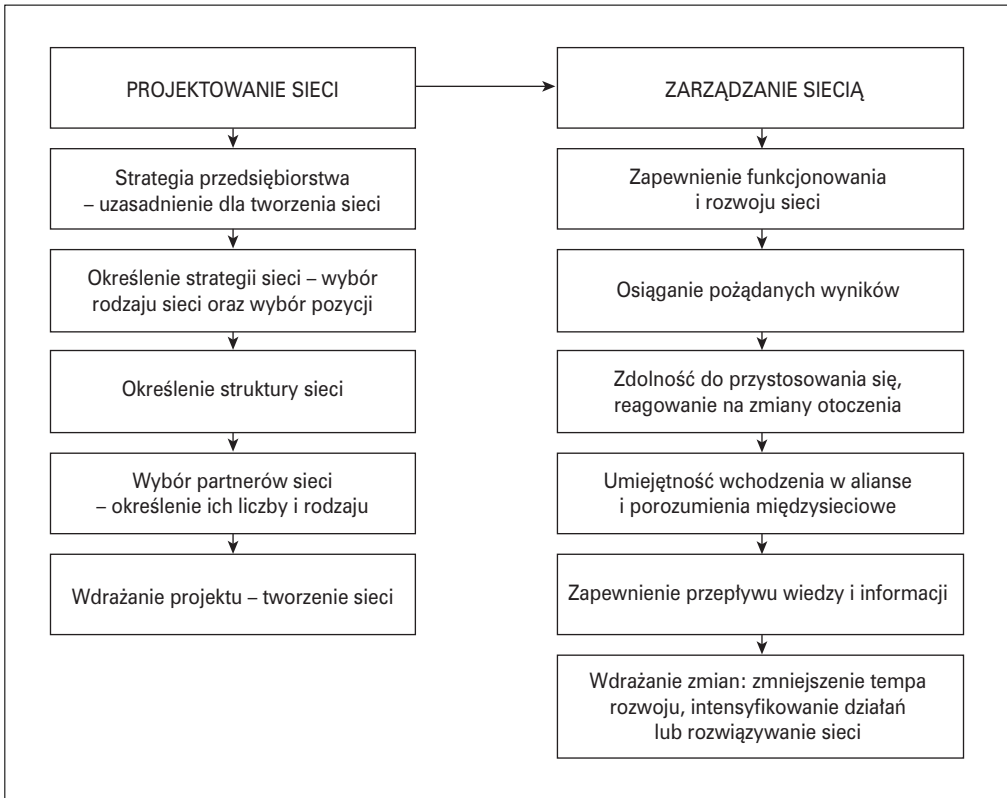 PROJEKTOWANIE SIECI
Strategia przedsiębiorstwa
– uzasadnienie dla tworzenia sieci
Określenie strategii sieci – wybór
rodzaju sieci oraz wybór pozycji
Określenie struktury sieci
Wybór partnerów sieci
– określenie ich liczby i rodzaju
Wdrażanie projektu – tworzenie sieci
ZARZĄDZANIE SIECIĄ
Zapewnienie funkcjonowania
i rozwoju sieci
Osiąganie pożądanych wyników
Zdolność do przystosowania się,
reagowanie na zmiany otoczenia
Umiejętność wchodzenia w alianse
i porozumienia międzysieciowe
Zapewnienie przepływu wiedzy i informacji
Wdrażanie zmian: zmniejszenie tempa
rozwoju, intensyfikowanie działań
lub rozwiązywanie sieci